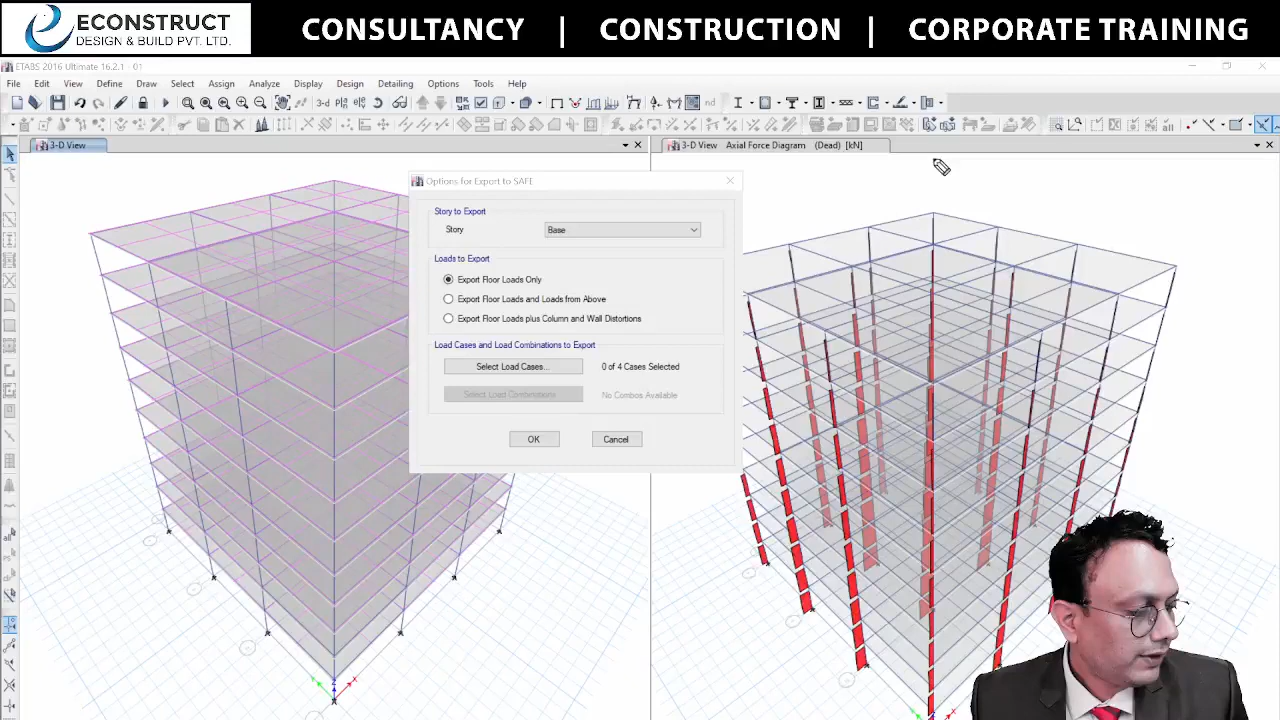 ECONSTRUCT
DESIGN & BUILD PVT. LTD.
CONSULTANCY | CONSTRUCTION | CORPORATE TRAINING
ETABS 2016 Ultimate 16.2.1 - 01
File Edit View Define Draw Select Assign Analyze Display Design Detailing Options Tools Help
3-d
nd
all
3-D View
3-D View Axial Force Diagram (Dead) [kN]
Options for Export to SAFE
Story to Export
Story Base
Loads to Export
Export Floor Loads Only
Export Floor Loads and Loads from Above
Export Floor Loads plus Column and Wall Distortions
Load Cases and Load Combinations to Export
Select Load Cases... 0 of 4 Cases Selected
Select Load Combinations... No Combos Available
OK Cancel